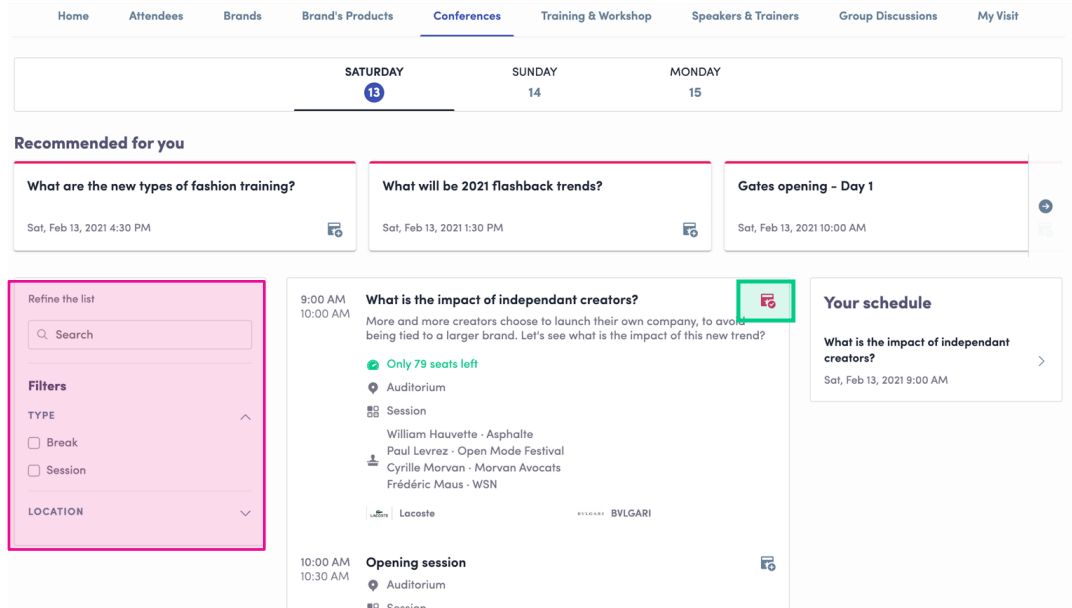 Home Attendees Brands Brand's Products Conferences Training & Workshop Speakers & Trainers Group Discussions My Visit
SATURDAY
13
SUNDAY
14
MONDAY
15
Recommended for you
What are the new types of fashion training?
Sat, Feb 13, 2021 4:30 PM
What will be 2021 flashback trends?
Sat, Feb 13, 2021 1:30 PM
Gates opening - Day 1
Sat, Feb 13, 2021 10:00 AM
Refine the list
Search
Filters
TYPE
Break
Session
LOCATION
9:00 AM
10:00 AM
What is the impact of independant creators?
More and more creators choose to launch their own company, to avoid
being tied to a larger brand. Let's see what is the impact of this new trend?
Only 79 seats left
Auditorium
Session
William Hauvette · Asphalte
Paul Levrez · Open Mode Festival
Cyrille Morvan · Morvan Avocats
Frédéric Maus · WSN
LACOSTE Lacoste
BVLGARI BVLGARI
10:00 AM
10:30 AM
Opening session
Auditorium
Session
Your schedule
What is the impact of independant
creators?
Sat, Feb 13, 2021 9:00 AM